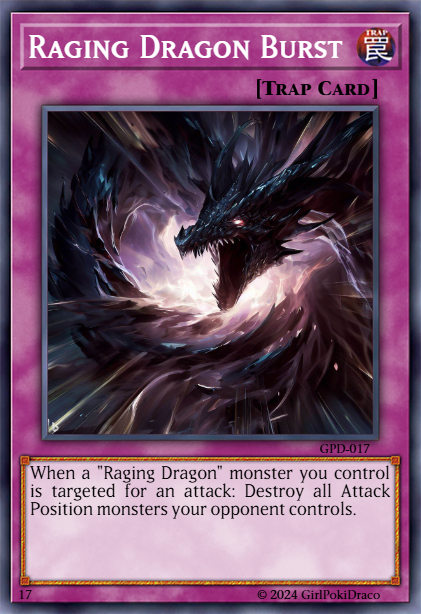 Raging Dragon Burst
TRAP
罠
[Trap Card]
GPD-017
When a "Raging Dragon" monster you control
is targeted for an attack: Destroy all Attack
Position monsters your opponent controls.
17
© 2024 GirlPokiDraco